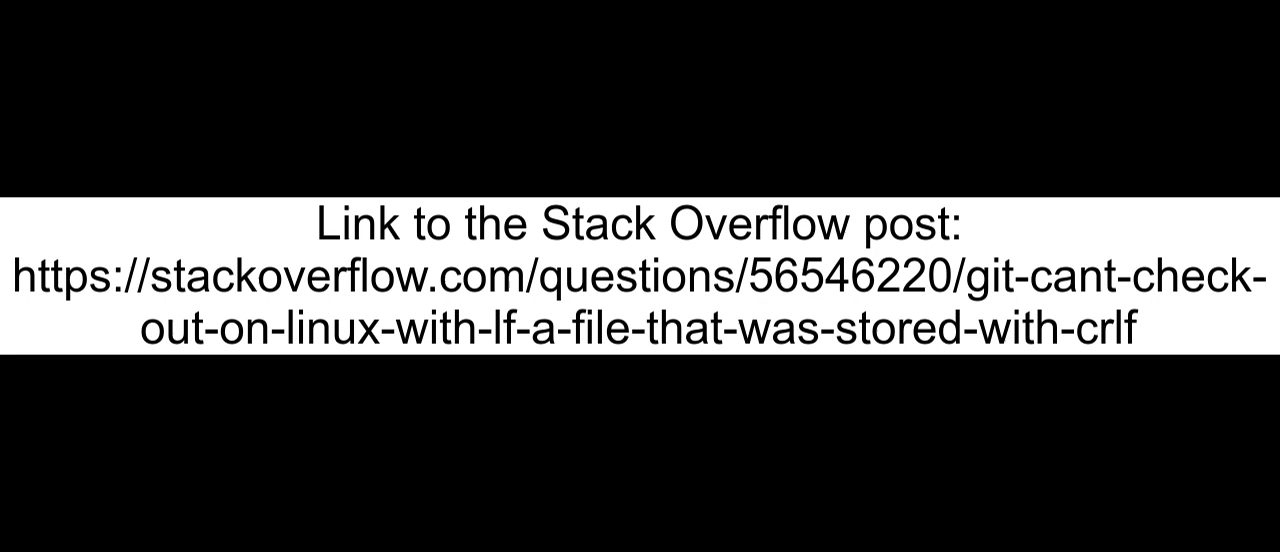 Link to the Stack Overflow post:
https://stackoverflow.com/questions/56546220/git-cant-check-
out-on-linux-with-lf-a-file-that-was-stored-with-crlf